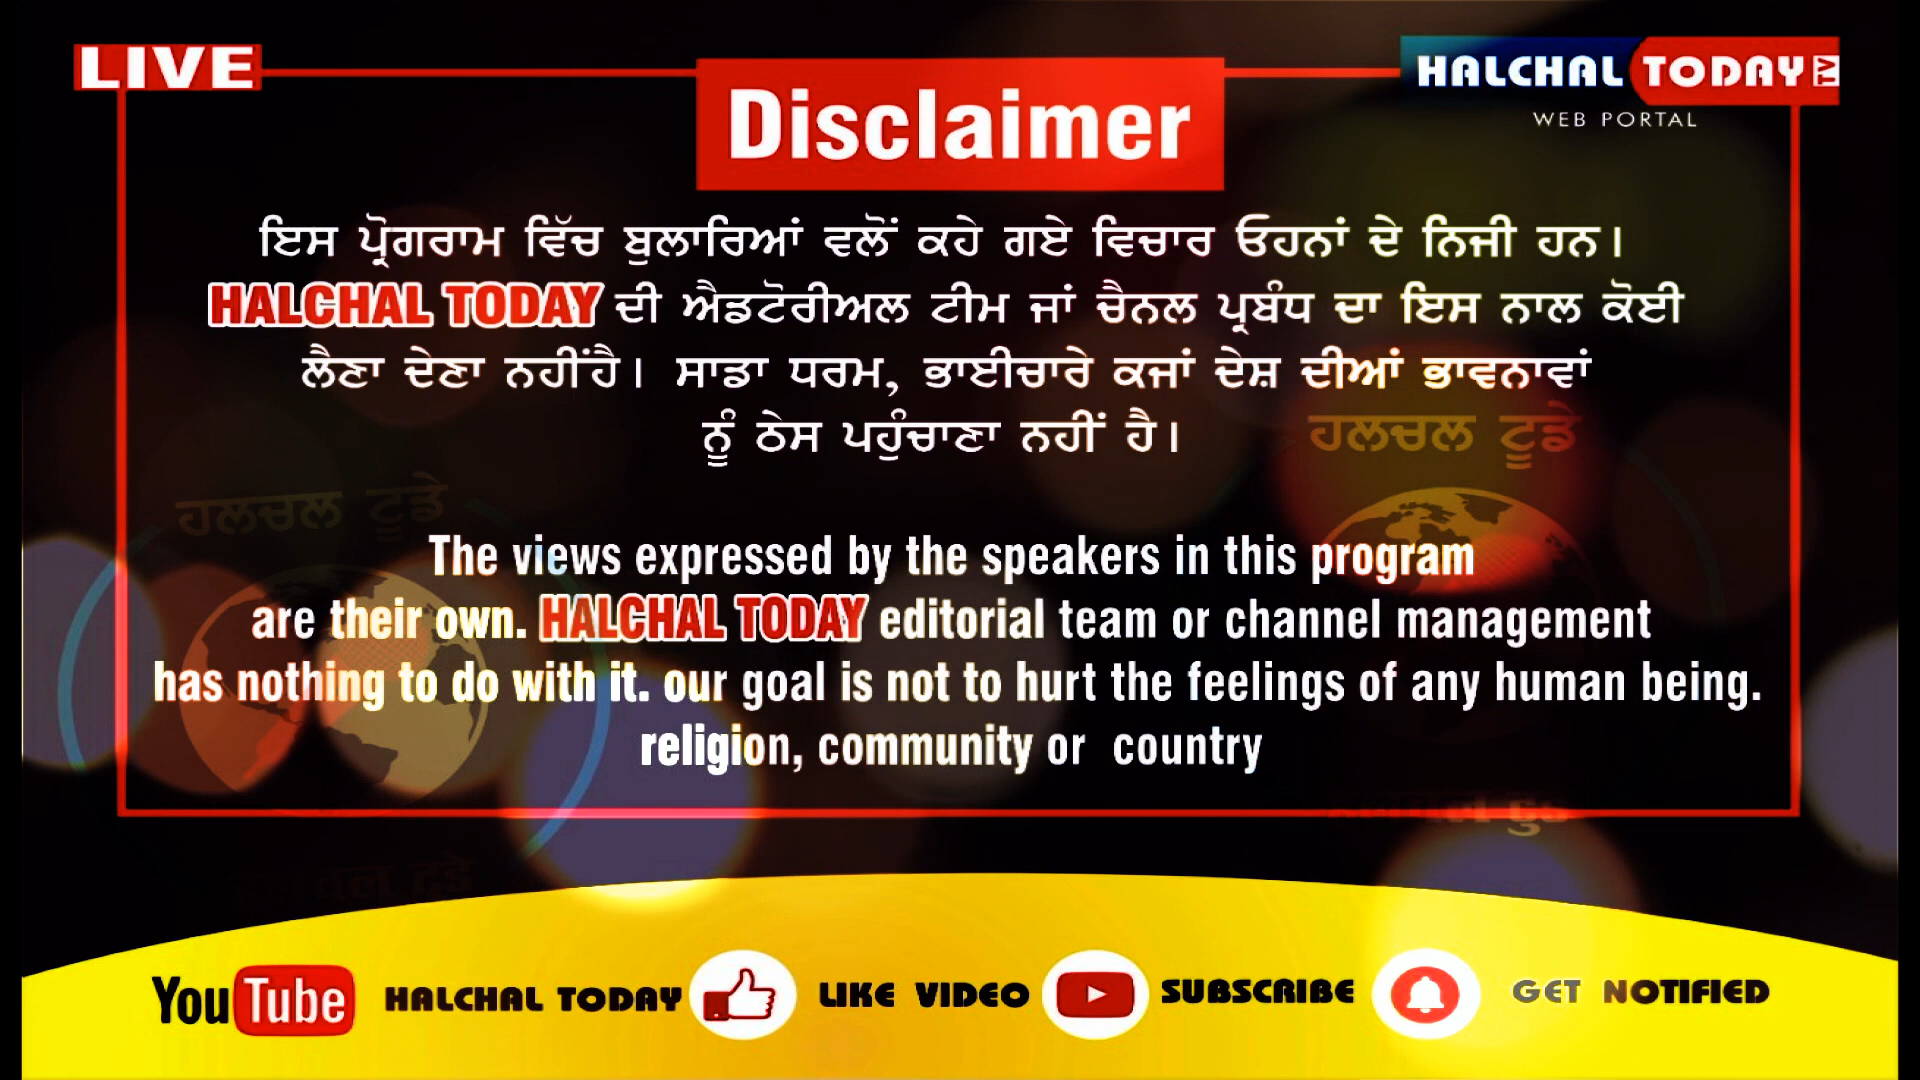 LIVE
HALCHAL TODAY TV
WEB PORTAL
Disclaimer
ਇਸ ਪ੍ਰੋਗਰਾਮ ਵਿੱਚ ਬੁਲਾਰਿਆਂ ਵਲੋਂ ਕਹੇ ਗਏ ਵਿਚਾਰ ਓਹਨਾਂ ਦੇ ਨਿਜੀ ਹਨ।
HALCHAL TODAY ਦੀ ਐਡਟੋਰੀਅਲ ਟੀਮ ਜਾਂ ਚੈਨਲ ਪ੍ਰਬੰਧ ਦਾ ਇਸ ਨਾਲ ਕੋਈ
ਲੈਣਾ ਦੇਣਾ ਨਹੀਂਹੈ। ਸਾਡਾ ਧਰਮ, ਭਾਈਚਾਰੇ ਕਜਾਂ ਦੇਸ਼ ਦੀਆਂ ਭਾਵਨਾਵਾਂ
ਨੂੰ ਠੇਸ ਪਹੁੰਚਾਣਾ ਨਹੀਂ ਹੈ।
ਹਲਚਲ ਟੂਡੇ
ਹਲਚਲ ਟੂਡੇ
The views expressed by the speakers in this program
are their own. HALCHAL TODAY editorial team or channel management
has nothing to do with it. our goal is not to hurt the feelings of any human being.
religion, community or country
YouTube HALCHAL TODAY LIKE VIDEO SUBSCRIBE GET NOTIFIED